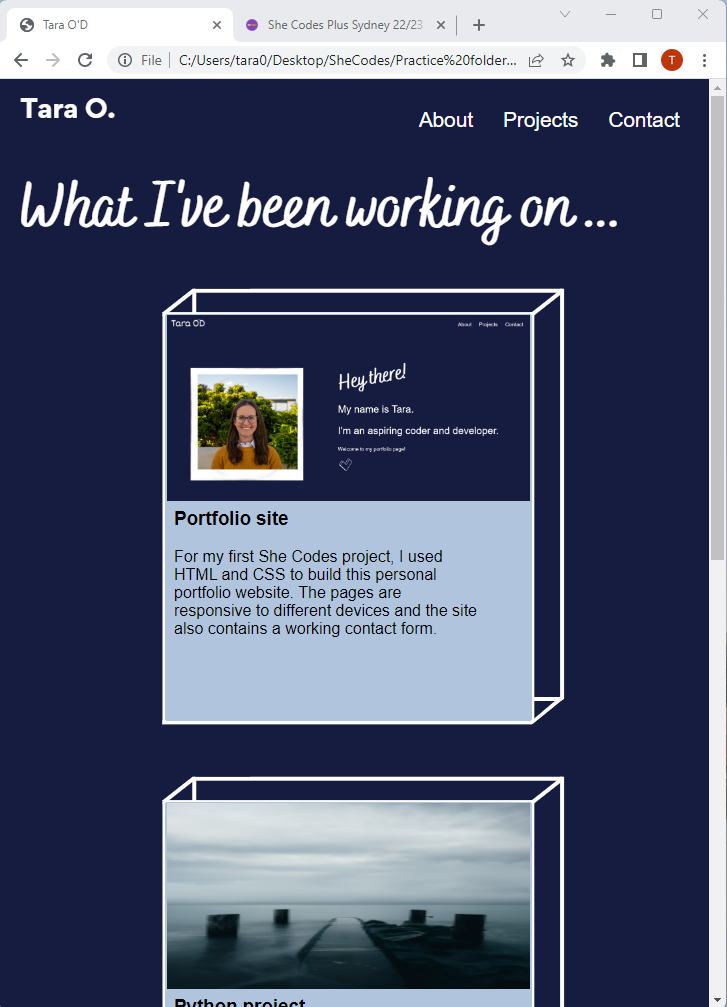 Tara O'D
She Codes Plus Sydney 22/23
File C:/Users/tara0/Desktop/SheCodes/Practice%20folder... T
Tara O.
About Projects Contact
What I've been working on ...
Tara OD
About Projects Contact
Hey there!
My name is Tara.
I'm an aspiring coder and developer.
Welcome to my portfolio page!
Portfolio site
For my first She Codes project, I used
HTML and CSS to build this personal
portfolio website. The pages are
responsive to different devices and the site
also contains a working contact form.
Python project